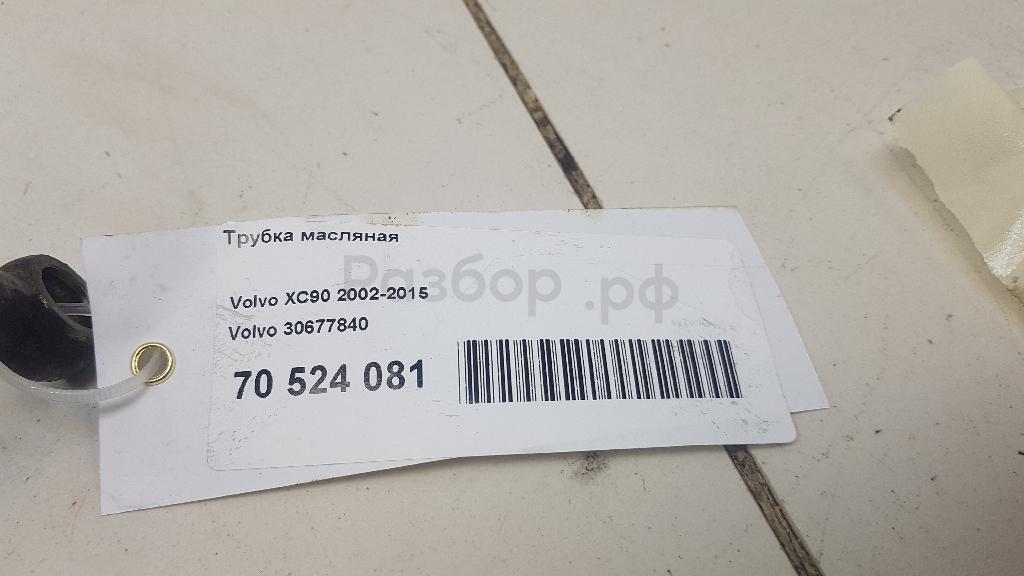 Трубка масляная
Разбор.рф
Volvo XC90 2002-2015
Volvo 30677840
70 524 081